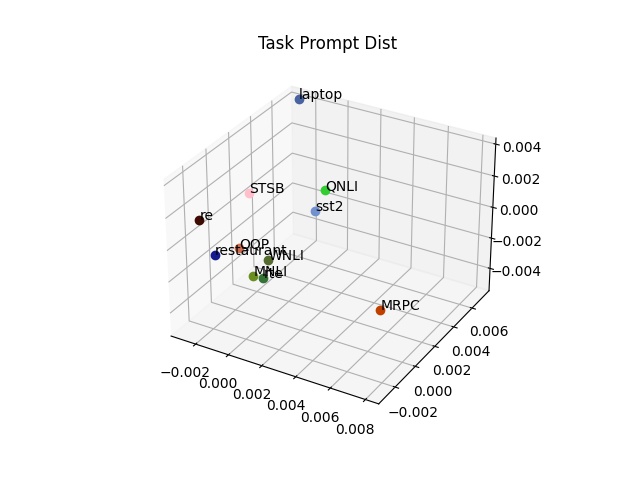 Task Prompt Dist
laptop
0.004
0.002
0.000
−0.002
−0.004
STSB
QNLI
sst2
re
QQP
restaurant
WNLI
MNLI
rte
MRPC
0.006
0.004
0.002
0.000
−0.002
−0.002
0.000
0.002
0.004
0.006
0.008